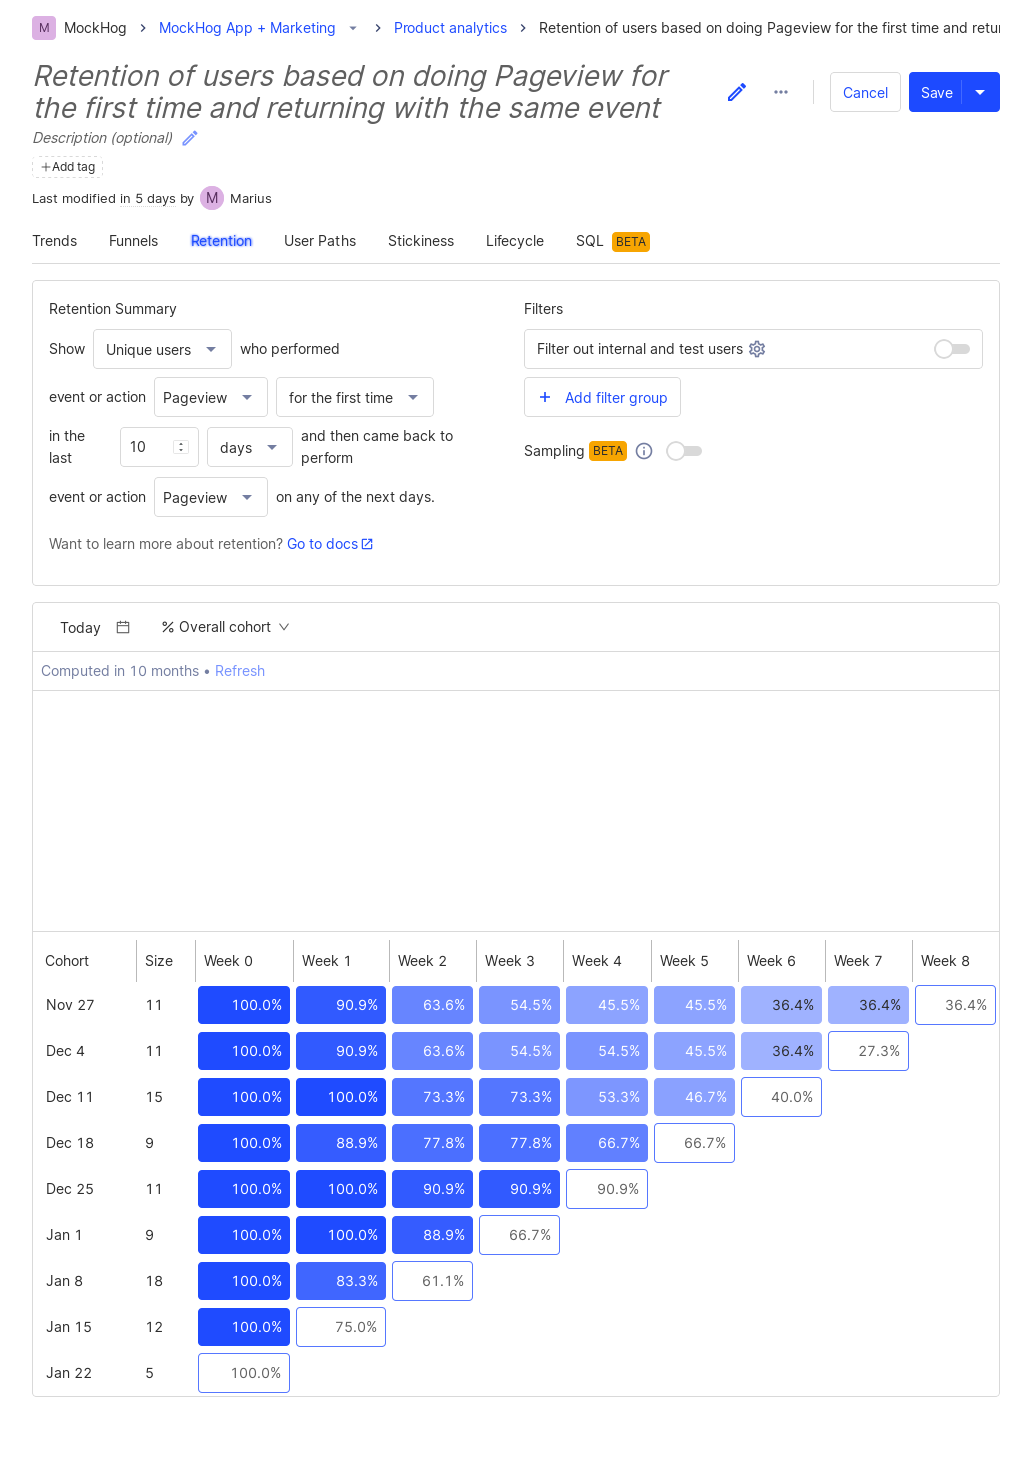 M MockHog MockHog App + Marketing Product analytics Retention of users based on doing Pageview for the first time and retur
Retention of users based on doing Pageview for
the first time and returning with the same event
Cancel Save
Description (optional)
+Add tag
Last modified in 5 days by M Marius
Trends Funnels Retention User Paths Stickiness Lifecycle SQL BETA
Retention Summary
Show Unique users who performed
event or action Pageview for the first time
in the last 10 days and then came back to perform
event or action Pageview on any of the next days.
Want to learn more about retention? Go to docs
Filters
Filter out internal and test users
+ Add filter group
Sampling BETA
Today % Overall cohort
Computed in 10 months • Refresh
Cohort Size Week 0 Week 1 Week 2 Week 3 Week 4 Week 5 Week 6 Week 7 Week 8
Nov 27 11 100.0% 90.9% 63.6% 54.5% 45.5% 45.5% 36.4% 36.4% 36.4%
Dec 4 11 100.0% 90.9% 63.6% 54.5% 54.5% 45.5% 36.4% 27.3%
Dec 11 15 100.0% 100.0% 73.3% 73.3% 53.3% 46.7% 40.0%
Dec 18 9 100.0% 88.9% 77.8% 77.8% 66.7% 66.7%
Dec 25 11 100.0% 100.0% 90.9% 90.9% 90.9%
Jan 1 9 100.0% 100.0% 88.9% 66.7%
Jan 8 18 100.0% 83.3% 61.1%
Jan 15 12 100.0% 75.0%
Jan 22 5 100.0%